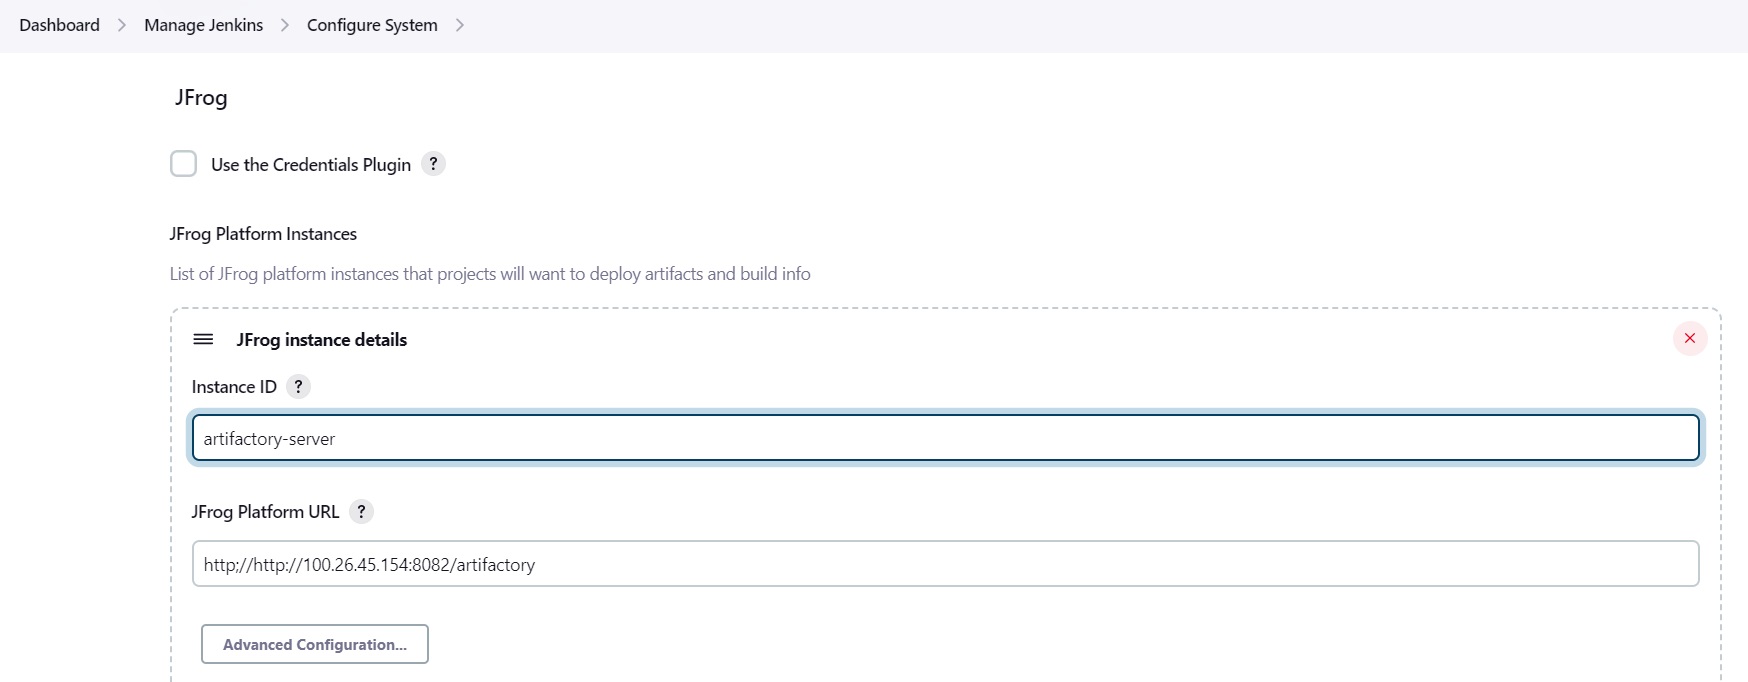 Dashboard > Manage Jenkins > Configure System >
JFrog
Use the Credentials Plugin ?
JFrog Platform Instances
List of JFrog platform instances that projects will want to deploy artifacts and build info
JFrog instance details
Instance ID ?
artifactory-server
JFrog Platform URL ?
http;//http://100.26.45.154:8082/artifactory
Advanced Configuration...